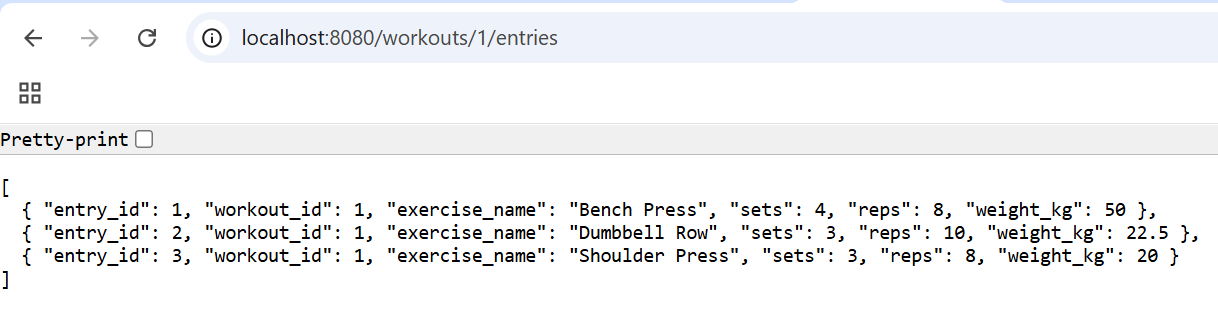 localhost:8080/workouts/1/entries
Pretty-print
[
  { "entry_id": 1, "workout_id": 1, "exercise_name": "Bench Press", "sets": 4, "reps": 8, "weight_kg": 50 },
  { "entry_id": 2, "workout_id": 1, "exercise_name": "Dumbbell Row", "sets": 3, "reps": 10, "weight_kg": 22.5 },
  { "entry_id": 3, "workout_id": 1, "exercise_name": "Shoulder Press", "sets": 3, "reps": 8, "weight_kg": 20 }
]